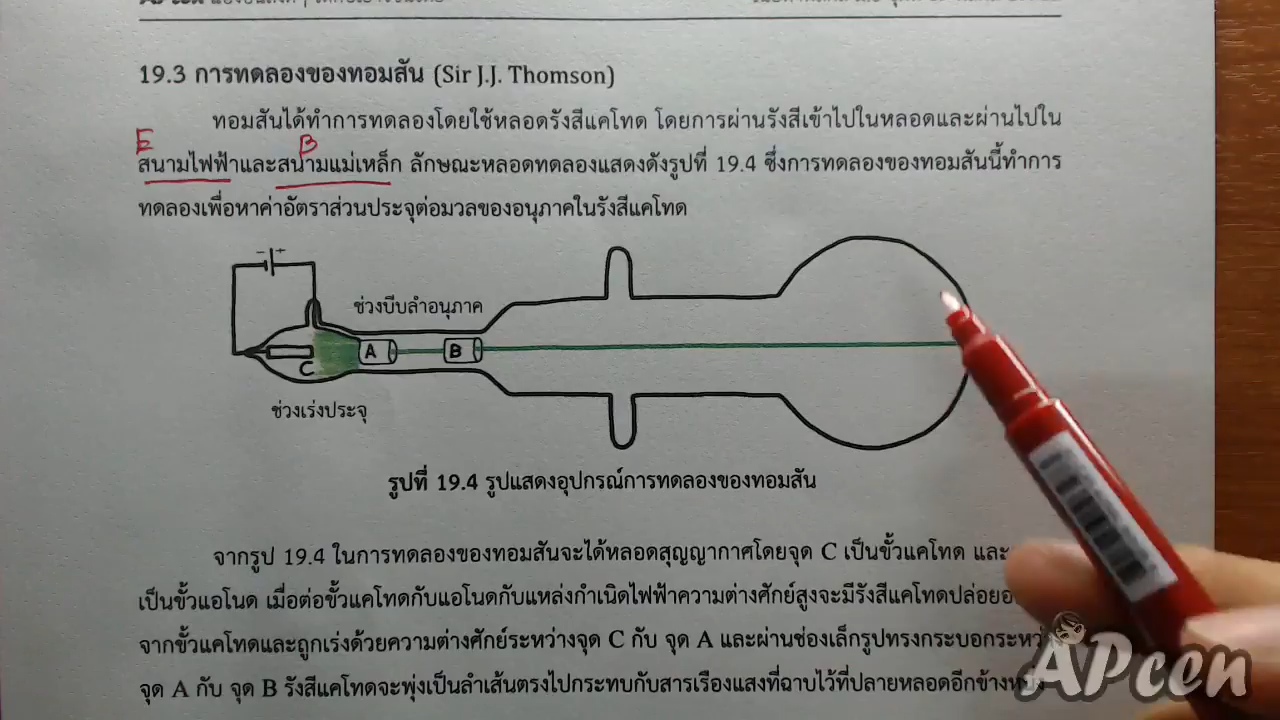 19.3 การทดลองของทอมสัน (Sir J.J. Thomson)
ทอมสันได้ทำการทดลองโดยใช้หลอดรังสีแคโทด โดยการผ่านรังสีเข้าไปในหลอดและผ่านไปใน
E B
สนามไฟฟ้าและสนามแม่เหล็ก ลักษณะหลอดทดลองแสดงดังรูปที่ 19.4 ซึ่งการทดลองของทอมสันนี้ทำการ
ทดลองเพื่อหาค่าอัตราส่วนประจุต่อมวลของอนุภาคในรังสีแคโทด
- +
ช่วงบีบลำอนุภาค
A B
C
ช่วงเร่งประจุ
รูปที่ 19.4 รูปแสดงอุปกรณ์การทดลองของทอมสัน
จากรูป 19.4 ในการทดลองของทอมสันจะได้หลอดสุญญากาศโดยจุด C เป็นขั้วแคโทด และ
เป็นขั้วแอโนด เมื่อต่อขั้วแคโทดกับแอโนดกับแหล่งกำเนิดไฟฟ้าความต่างศักย์สูงจะมีรังสีแคโทดปล่อย
จากขั้วแคโทดและถูกเร่งด้วยความต่างศักย์ระหว่างจุด C กับ จุด A และผ่านช่องเล็กรูปทรงกระบอก
จุด A กับ จุด B รังสีแคโทดจะพุ่งเป็นลำเส้นตรงไปกระทบกับสารเรืองแสงที่ฉาบไว้ที่ปลายหลอดอีกข้าง
APcen